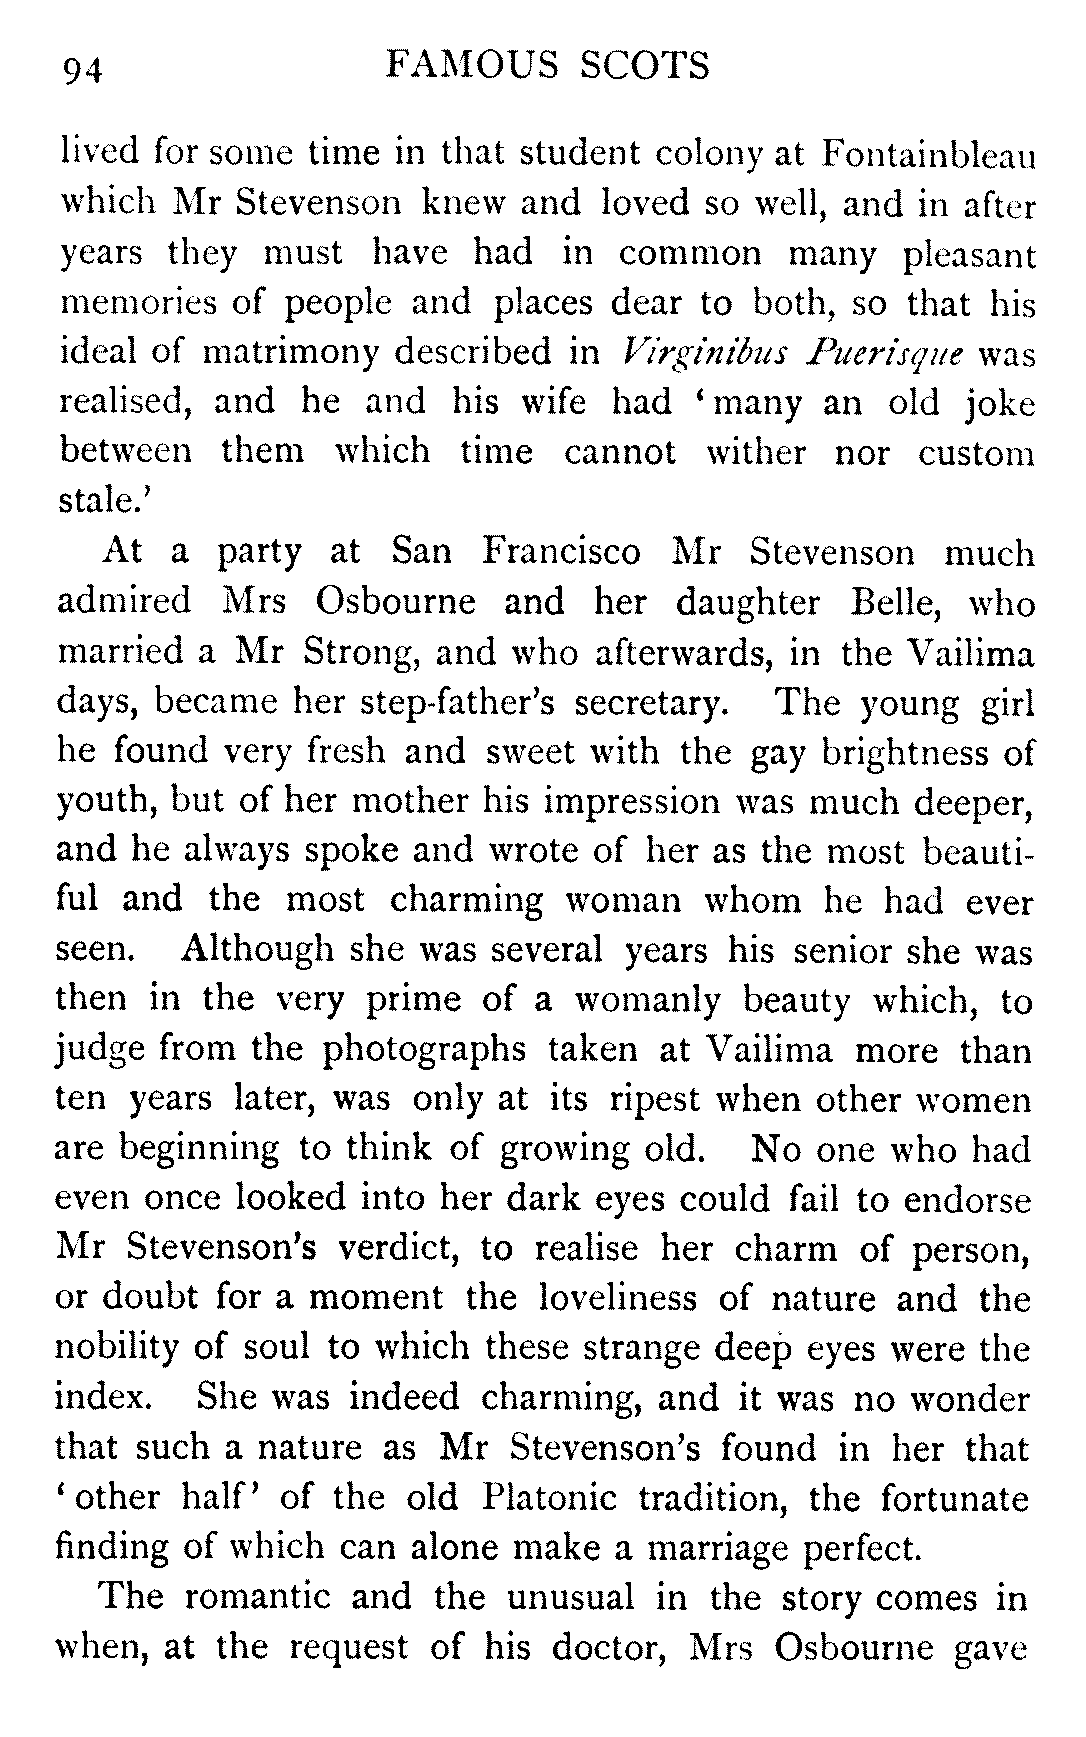 94 FAMOUS SCOTS
lived for some time in that student colony at Fontainbleau
which Mr Stevenson knew and loved so well, and in after
years they must have had in common many pleasant
memories of people and places dear to both, so that his
ideal of matrimony described in Virginibus Puerisque was
realised, and he and his wife had ‘many an old joke
between them which time cannot wither nor custom
stale.’
At a party at San Francisco Mr Stevenson much
admired Mrs Osbourne and her daughter Belle, who
married a Mr Strong, and who afterwards, in the Vailima
days, became her step-father’s secretary. The young girl
he found very fresh and sweet with the gay brightness of
youth, but of her mother his impression was much deeper,
and he always spoke and wrote of her as the most beauti-
ful and the most charming woman whom he had ever
seen. Although she was several years his senior she was
then in the very prime of a womanly beauty which, to
judge from the photographs taken at Vailima more than
ten years later, was only at its ripest when other women
are beginning to think of growing old. No one who had
even once looked into her dark eyes could fail to endorse
Mr Stevenson’s verdict, to realise her charm of person,
or doubt for a moment the loveliness of nature and the
nobility of soul to which these strange deep eyes were the
index. She was indeed charming, and it was no wonder
that such a nature as Mr Stevenson’s found in her that
‘other half’ of the old Platonic tradition, the fortunate
finding of which can alone make a marriage perfect.
The romantic and the unusual in the story comes in
when, at the request of his doctor, Mrs Osbourne gave